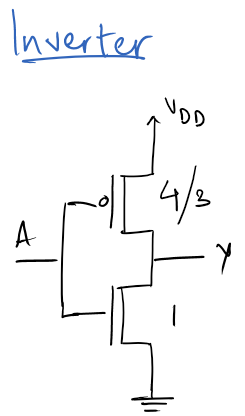 Inverter
VDD
4/3
A
Y
1